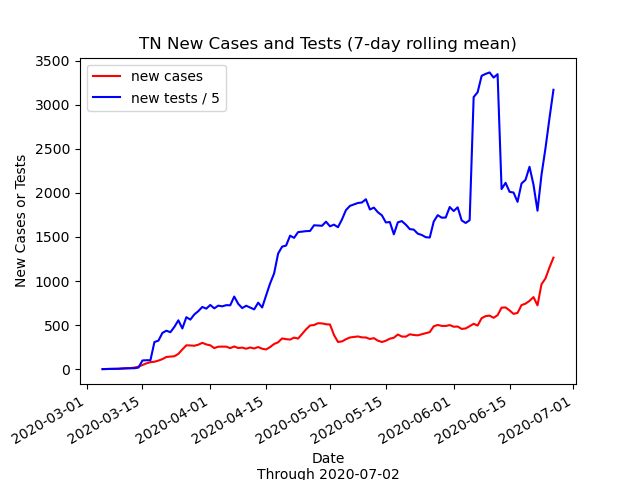 TN New Cases and Tests (7-day rolling mean)
new cases
new tests / 5
New Cases or Tests
3500
3000
2500
2000
1500
1000
500
0
2020-03-01
2020-03-15
2020-04-01
2020-04-15
2020-05-01
2020-05-15
2020-06-01
2020-06-15
2020-07-01
Date
Through 2020-07-02